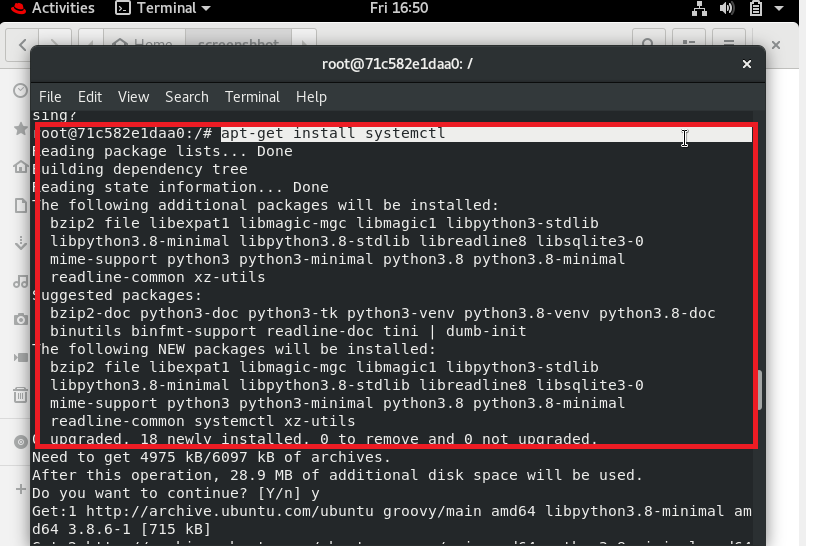 Activities Terminal Fri 16:50
Home screenshhot
root@71c582e1daa0: /
File Edit View Search Terminal Help
sing?
root@71c582e1daa0:/# apt-get install systemctl
Reading package lists... Done
Building dependency tree
Reading state information... Done
The following additional packages will be installed:
bzip2 file libexpat1 libmagic-mgc libmagic1 libpython3-stdlib
libpython3.8-minimal libpython3.8-stdlib libreadline8 libsqlite3-0
mime-support python3 python3-minimal python3.8 python3.8-minimal
readline-common xz-utils
Suggested packages:
bzip2-doc python3-doc python3-tk python3-venv python3.8-venv python3.8-doc
binutils binfmt-support readline-doc tini | dumb-init
The following NEW packages will be installed:
bzip2 file libexpat1 libmagic-mgc libmagic1 libpython3-stdlib
libpython3.8-minimal libpython3.8-stdlib libreadline8 libsqlite3-0
mime-support python3 python3-minimal python3.8 python3.8-minimal
readline-common systemctl xz-utils
0 upgraded, 18 newly installed, 0 to remove and 0 not upgraded.
Need to get 4975 kB/6097 kB of archives.
After this operation, 28.9 MB of additional disk space will be used.
Do you want to continue? [Y/n] y
Get:1 http://archive.ubuntu.com/ubuntu groovy/main amd64 libpython3.8-minimal am
d64 3.8.6-1 [715 kB]